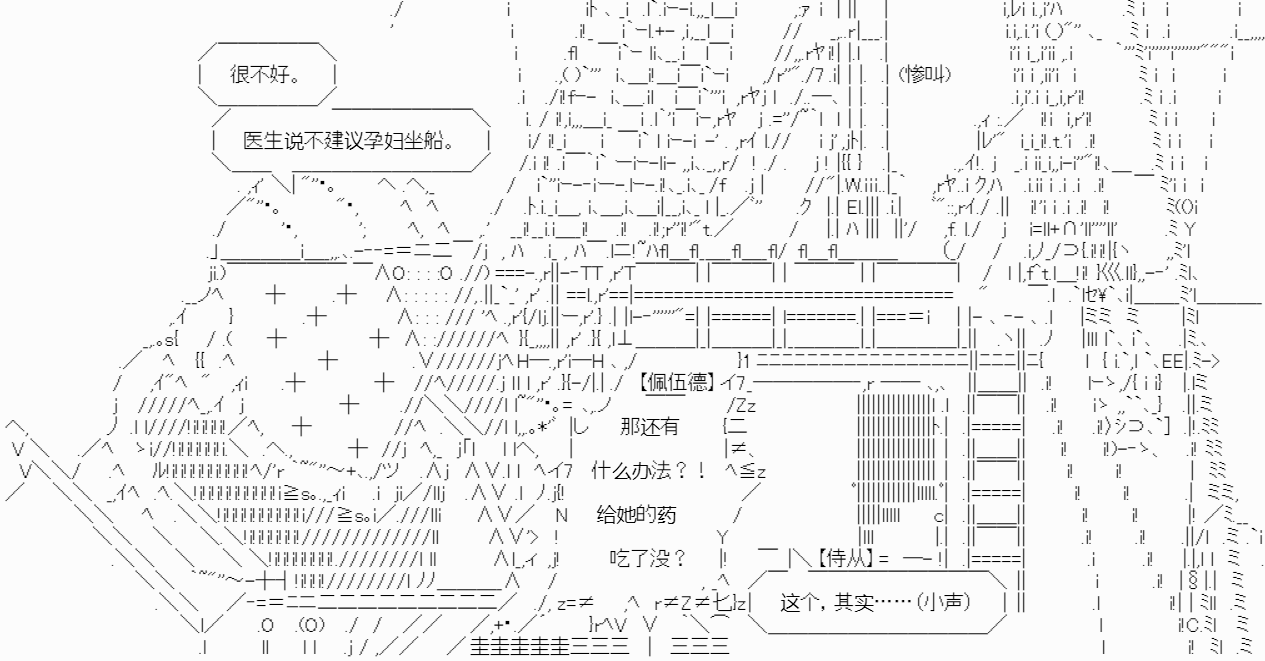 很不好。
(惨叫)
医生说不建议孕妇坐船。
【佩伍德】
那还有
什么办法？！
给她的药
吃了没？
【侍从】
这个，其实……（小声）